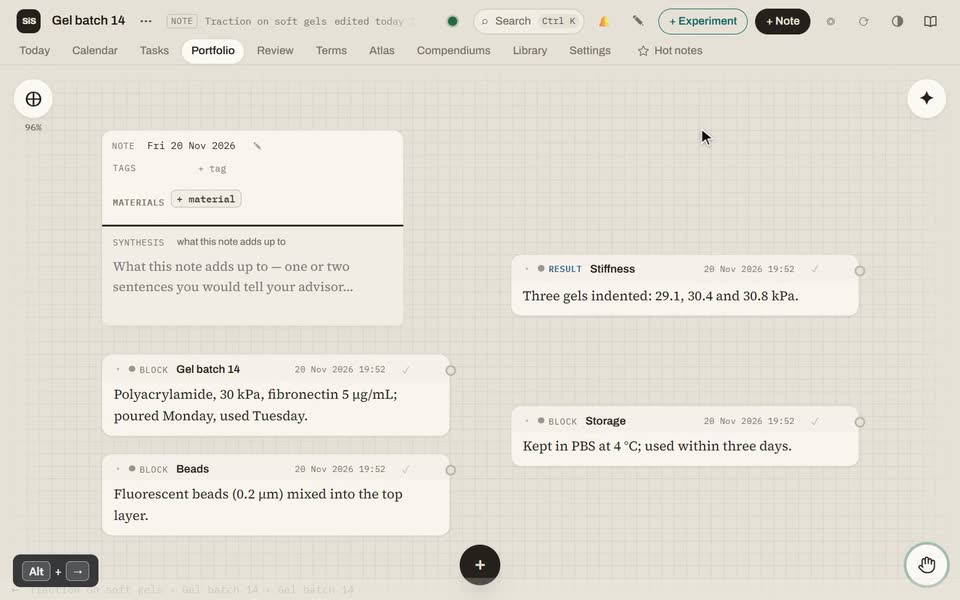 SiS Gel batch 14 ··· NOTE Traction on soft gels edited today Search Ctrl K + Experiment + Note
Today Calendar Tasks Portfolio Review Terms Atlas Compendiums Library Settings Hot notes
96%
NOTE Fri 20 Nov 2026
TAGS + tag
MATERIALS + material
SYNTHESIS what this note adds up to
What this note adds up to — one or two
sentences you would tell your advisor...
RESULT Stiffness 20 Nov 2026 19:52 ✓
Three gels indented: 29.1, 30.4 and 30.8 kPa.
BLOCK Gel batch 14 20 Nov 2026 19:52 ✓
Polyacrylamide, 30 kPa, fibronectin 5 µg/mL;
poured Monday, used Tuesday.
BLOCK Storage 20 Nov 2026 19:52 ✓
Kept in PBS at 4 °C; used within three days.
BLOCK Beads 20 Nov 2026 19:52 ✓
Fluorescent beads (0.2 µm) mixed into the top
layer.
+
Alt + →
← Traction on soft gels › Gel batch 14 › Gel batch 14